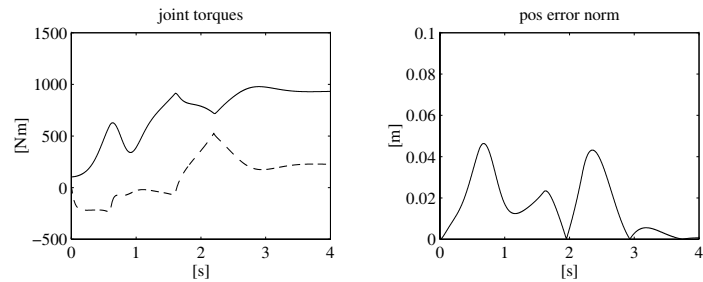 joint torques
1500
1000
500
0
−500
[Nm]
0 1 2 3 4
[s]
pos error norm
0.1
0.08
0.06
0.04
0.02
0
[m]
0 1 2 3 4
[s]